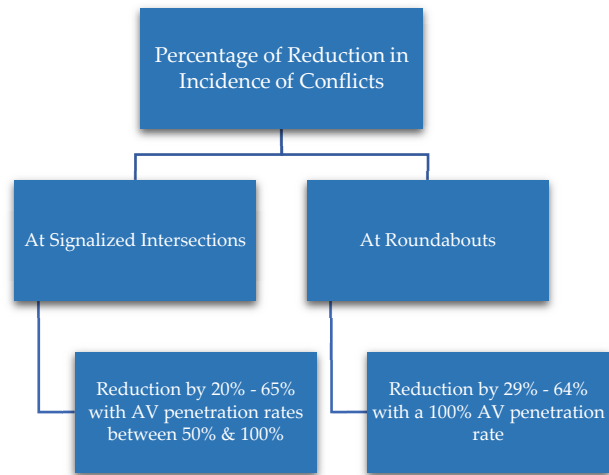 Percentage of Reduction in
Incidence of Conflicts
At Signalized Intersections
At Roundabouts
Reduction by 20% - 65%
with AV penetration rates
between 50% & 100%
Reduction by 29% - 64%
with a 100% AV penetration
rate